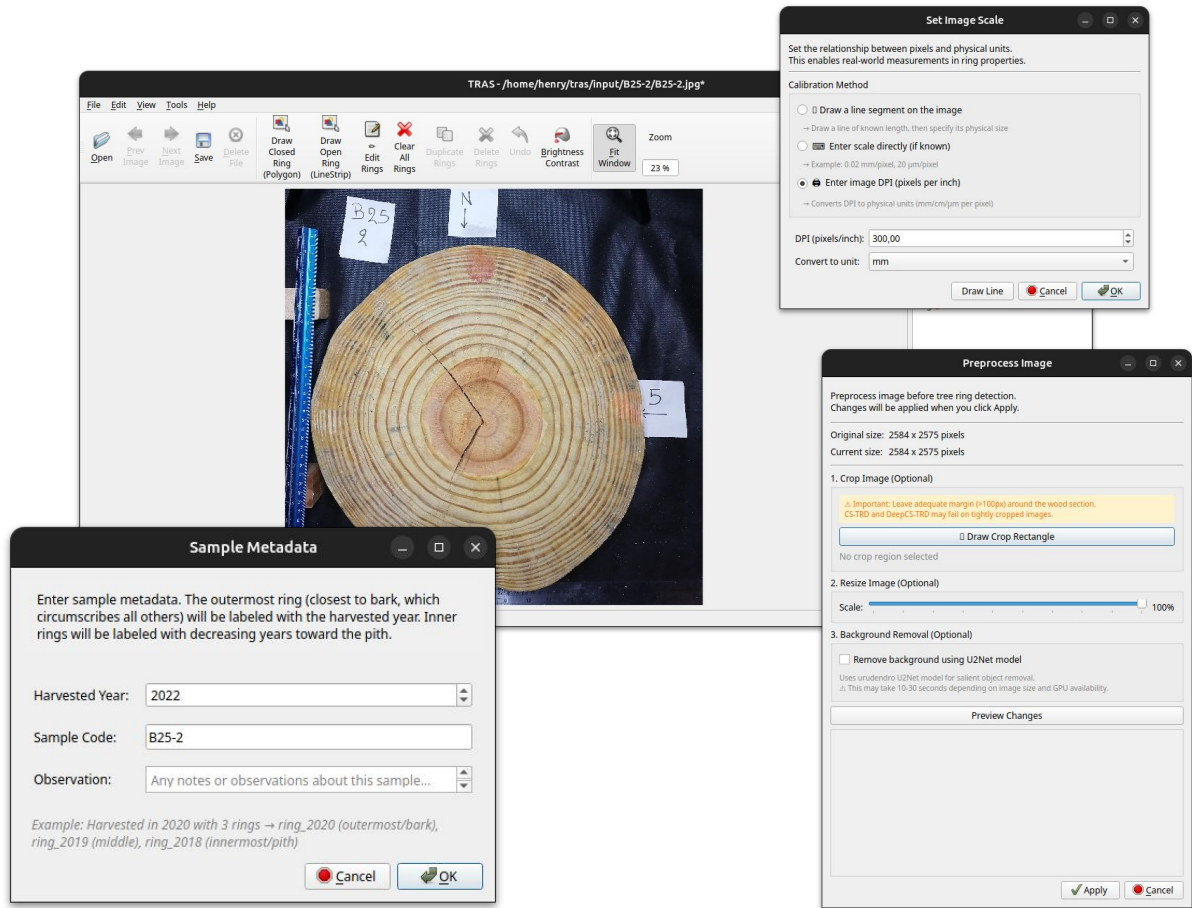 Set Image Scale
Set the relationship between pixels and physical units.
This enables real-world measurements in ring properties.
Calibration Method
Draw a line segment on the image
→ Draw a line of known length, then specify its physical size
Enter scale directly (if known)
→ Example: 0.02 mm/pixel, 20 μm/pixel
Enter image DPI (pixels per inch)
→ Converts DPI to physical units (mm/cm/μm per pixel)
DPI (pixels/inch): 300,00
Convert to unit: mm
Draw Line Cancel OK
TRAS - /home/henry/tras/input/B25-2/B25-2.jpg*
File Edit View Tools Help
Open
Prev Image
Next Image
Save
Delete File
Draw Closed Ring (Polygon)
Draw Open Ring (LineStrip)
Edit Rings
Clear All Rings
Duplicate Rings
Delete Rings
Undo
Brightness Contrast
Fit Window
Zoom
23 %
B25
2
N
5
Preprocess Image
Preprocess image before tree ring detection.
Changes will be applied when you click Apply.
Original size: 2584 x 2575 pixels
Current size: 2584 x 2575 pixels
1. Crop Image (Optional)
⚠ Important: Leave adequate margin (>100px) around the wood section.
CS-TRD and DeepCS-TRD may fail on tightly cropped images.
Draw Crop Rectangle
No crop region selected
2. Resize Image (Optional)
Scale: 100%
3. Background Removal (Optional)
Remove background using U2Net model
Uses urudendro U2Net model for salient object removal.
⚠ This may take 10-30 seconds depending on image size and GPU availability.
Preview Changes
Apply Cancel
Sample Metadata
Enter sample metadata. The outermost ring (closest to bark, which
circumscribes all others) will be labeled with the harvested year. Inner
rings will be labeled with decreasing years toward the pith.
Harvested Year: 2022
Sample Code: B25-2
Observation: Any notes or observations about this sample...
Example: Harvested in 2020 with 3 rings → ring_2020 (outermost/bark),
ring_2019 (middle), ring_2018 (innermost/pith)
Cancel OK